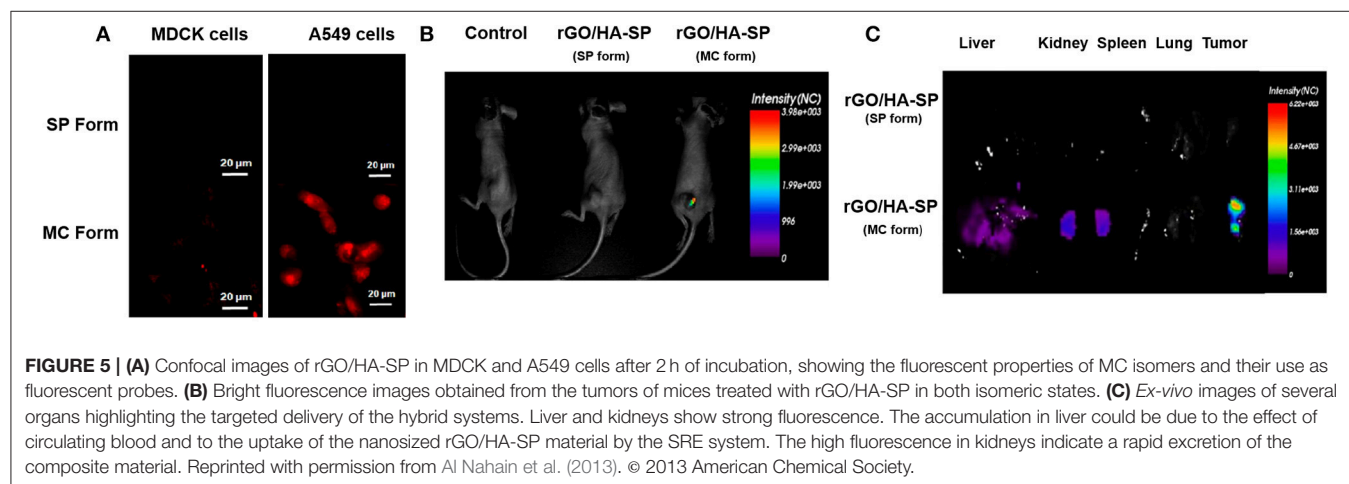 A
MDCK cells
A549 cells
SP Form
MC Form
20 µm
20 µm
20 µm
20 µm
B
Control
rGO/HA-SP
(SP form)
rGO/HA-SP
(MC form)
Intensity(NC)
3.98e+003
2.99e+003
1.99e+003
996
0
C
Liver
Kidney
Spleen
Lung
Tumor
rGO/HA-SP
(SP form)
rGO/HA-SP
(MC form)
Intensity(NC)
6.22e+003
4.67e+003
3.11e+003
1.56e+003
0
FIGURE 5 | (A) Confocal images of rGO/HA-SP in MDCK and A549 cells after 2 h of incubation, showing the fluorescent properties of MC isomers and their use as
fluorescent probes. (B) Bright fluorescence images obtained from the tumors of mices treated with rGO/HA-SP in both isomeric states. (C) Ex-vivo images of several
organs highlighting the targeted delivery of the hybrid systems. Liver and kidneys show strong fluorescence. The accumulation in liver could be due to the effect of
circulating blood and to the uptake of the nanosized rGO/HA-SP material by the SRE system. The high fluorescence in kidneys indicate a rapid excretion of the
composite material. Reprinted with permission from Al Nahain et al. (2013). © 2013 American Chemical Society.